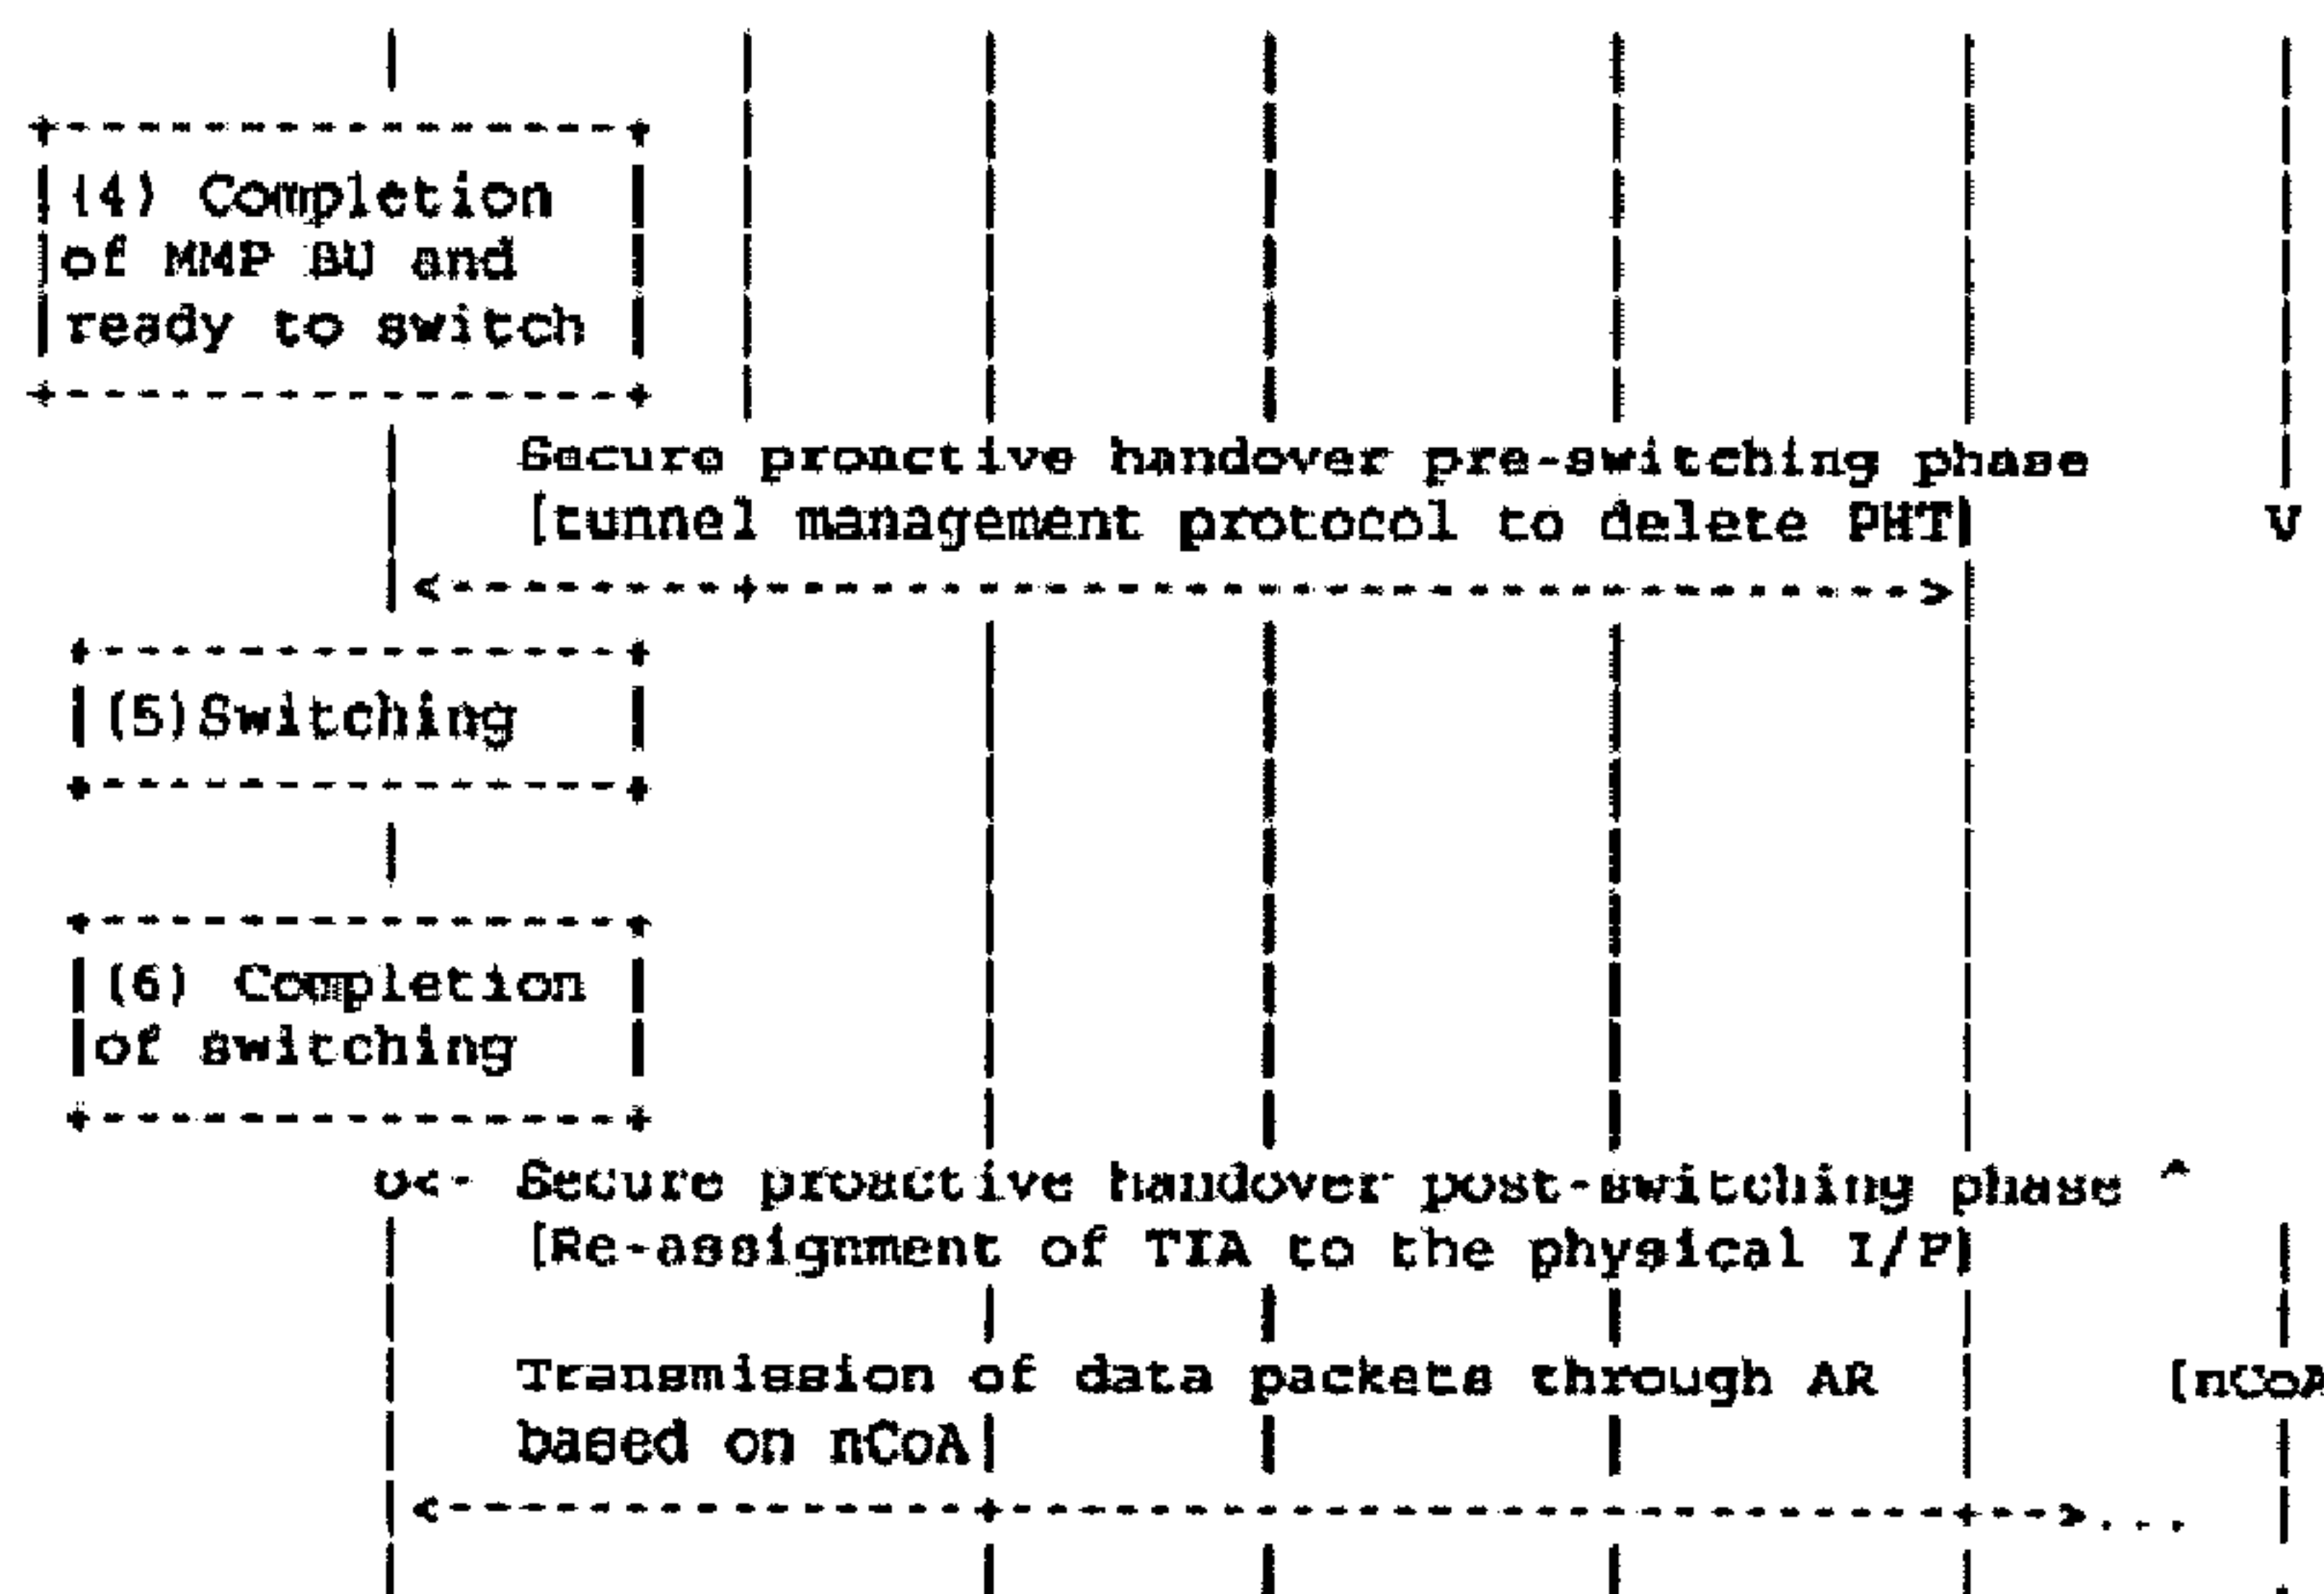 (4) Completion
of MMP BU and
ready to switch
Secure proactive handover pre-switching phase
[tunnel management protocol to delete PHT]
V
<- - - - - - - - - + - - - - - - - - - - - - - - - - - - - - - - - - - - - - - - - - - ->
(5)Switching
(6) Completion
of switching
o<- Secure proactive handover post-switching phase ^
[Re-assignment of TIA to the physical I/F]
Transmission of data packets through AR
[nCoA
based on nCoA
<- - - - - - - - - - - - - - - - + - - - - - - - - - - - - - - - - - - - - - - - - - - - + - - >...